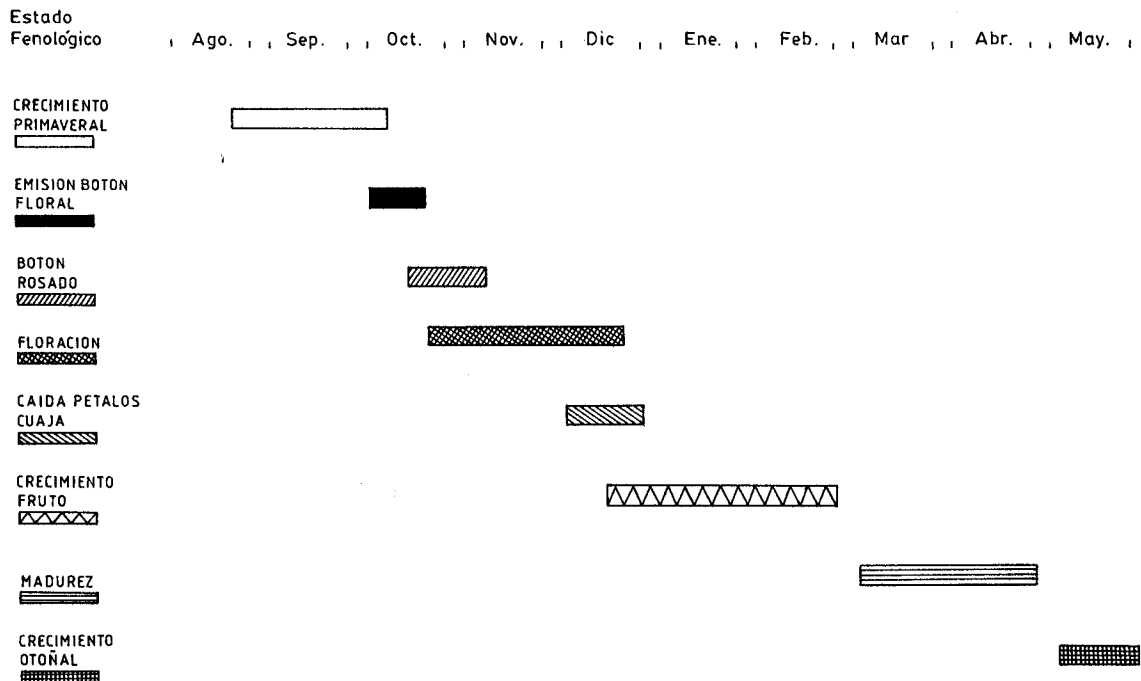 Estado
Fenológico Ago. Sep. Oct. Nov. Dic Ene. Feb. Mar Abr. May.
CRECIMIENTO
PRIMAVERAL
EMISION BOTON
FLORAL
BOTON
ROSADO
FLORACION
CAIDA PETALOS
CUAJA
CRECIMIENTO
FRUTO
MADUREZ
CRECIMIENTO
OTOÑAL